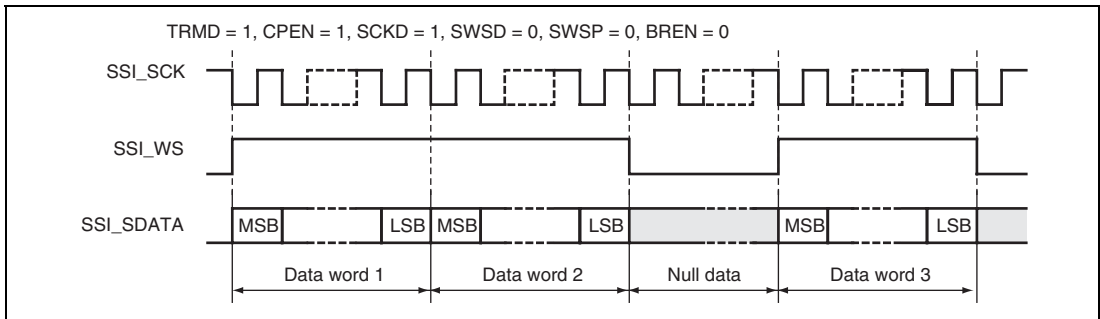 TRMD = 1, CPEN = 1, SCKD = 1, SWSD = 0, SWSP = 0, BREN = 0
SSI_SCK
SSI_WS
SSI_SDATA
MSB LSB MSB LSB MSB LSB
Data word 1 Data word 2 Null data Data word 3